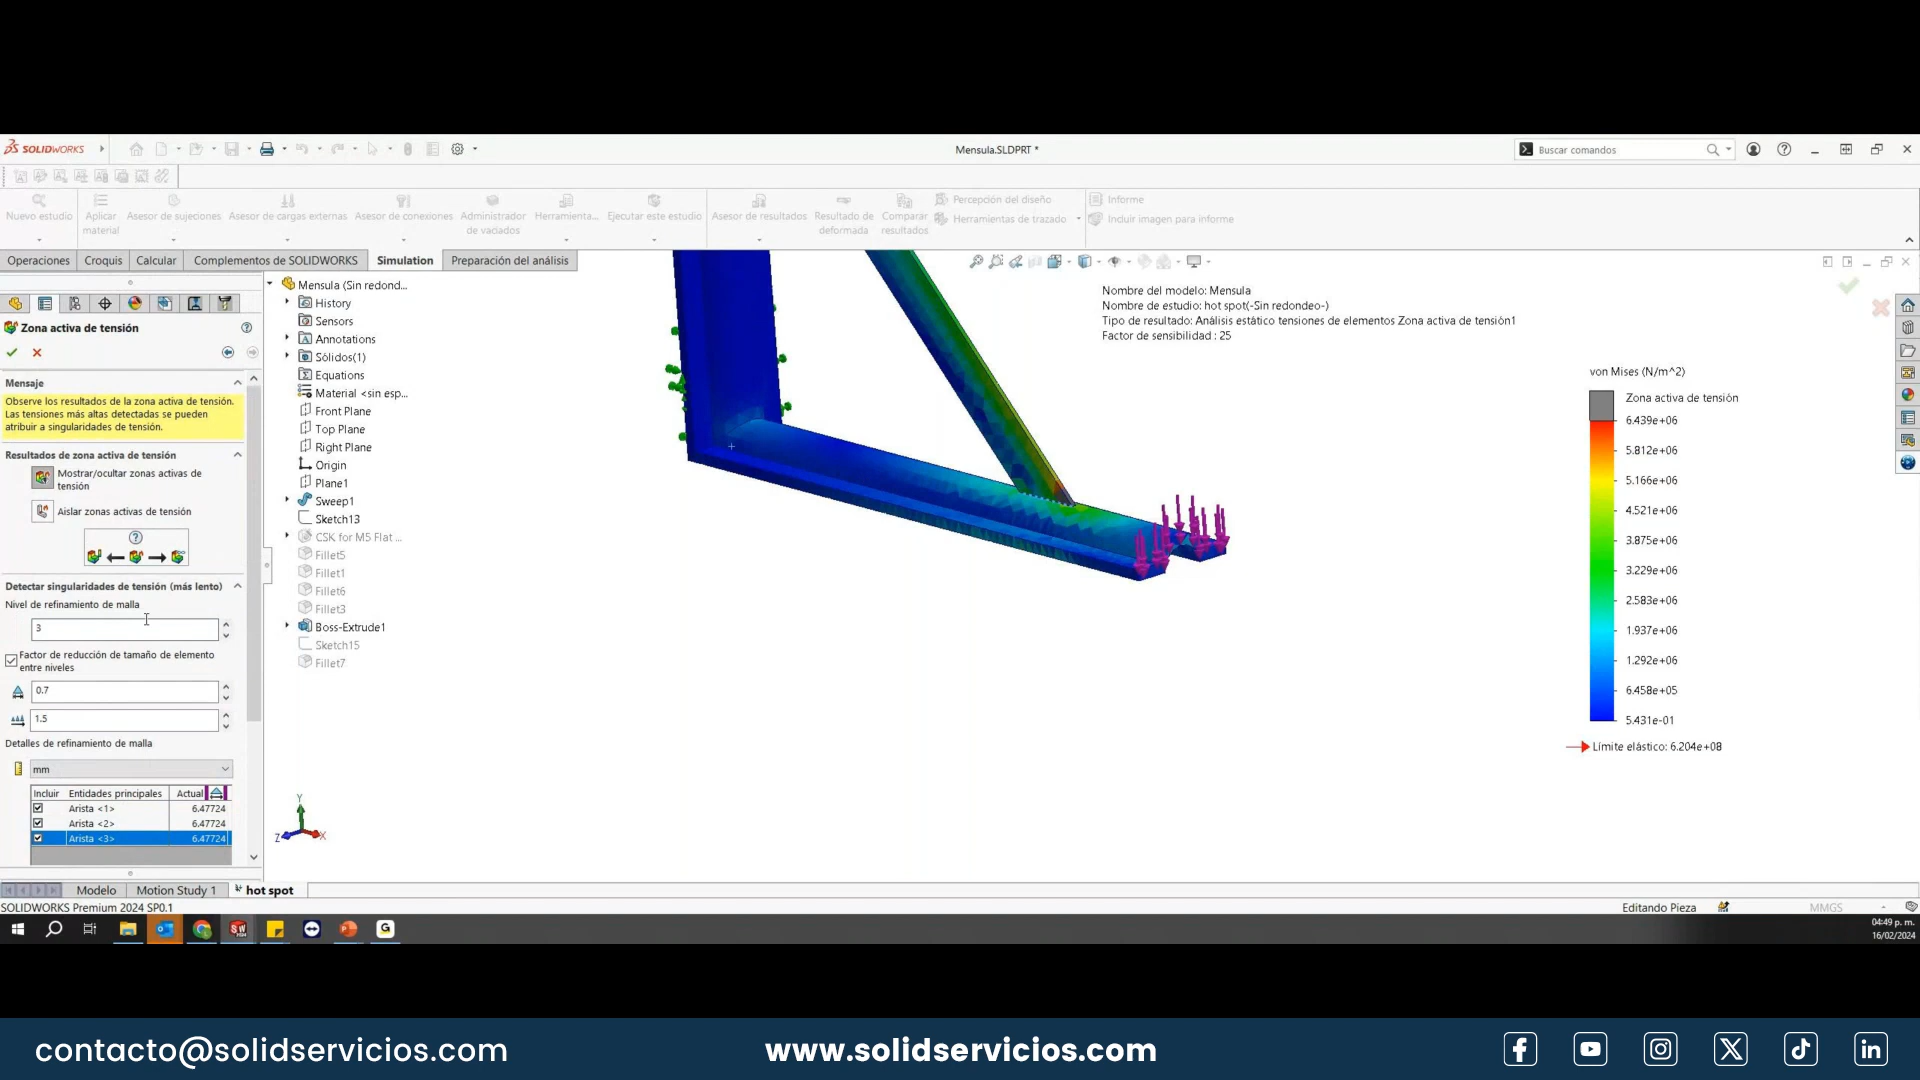 SOLIDWORKS
Mensula.SLDPRT *
Buscar comandos
Nuevo estudio
Aplicar material
Asesor de sujeciones
Asesor de cargas externas
Asesor de conexiones
Administrador de vaciados
Herramienta...
Ejecutar este estudio
Asesor de resultados
Resultado de deformada
Comparar resultados
Percepción del diseño
Herramientas de trazado
Informe
Incluir imagen para informe
Operaciones
Croquis
Calcular
Complementos de SOLIDWORKS
Simulation
Preparación del análisis
Zona activa de tensión
Mensaje
Observe los resultados de la zona activa de tensión.
Las tensiones más altas detectadas se pueden
atribuir a singularidades de tensión.
Resultados de zona activa de tensión
Mostrar/ocultar zonas activas de
tensión
Aislar zonas activas de tensión
Detectar singularidades de tensión (más lento)
Nivel de refinamiento de malla
3
Factor de reducción de tamaño de elemento
entre niveles
0.7
1.5
Detalles de refinamiento de malla
mm
Incluir Entidades principales Actual
Arista <1> 6.47724
Arista <2> 6.47724
Arista <3> 6.47724
Mensula (Sin redond...
History
Sensors
Annotations
Sólidos(1)
Equations
Material <sin esp...
Front Plane
Top Plane
Right Plane
Origin
Plane1
Sweep1
Sketch13
CSK for M5 Flat ...
Fillet5
Fillet1
Fillet6
Fillet3
Boss-Extrude1
Sketch15
Fillet7
Nombre del modelo: Mensula
Nombre de estudio: hot spot(-Sin redondeo-)
Tipo de resultado: Análisis estático tensiones de elementos Zona activa de tensión1
Factor de sensibilidad : 25
von Mises (N/m^2)
Zona activa de tensión
6.439e+06
5.812e+06
5.166e+06
4.521e+06
3.875e+06
3.229e+06
2.583e+06
1.937e+06
1.292e+06
6.458e+05
5.431e-01
Límite elástico: 6.204e+08
Y
Z
X
Modelo
Motion Study 1
hot spot
SOLIDWORKS Premium 2024 SP0.1
Editando Pieza
MMGS
04:49 p. m.
16/02/2024
contacto@solidservicios.com
www.solidservicios.com